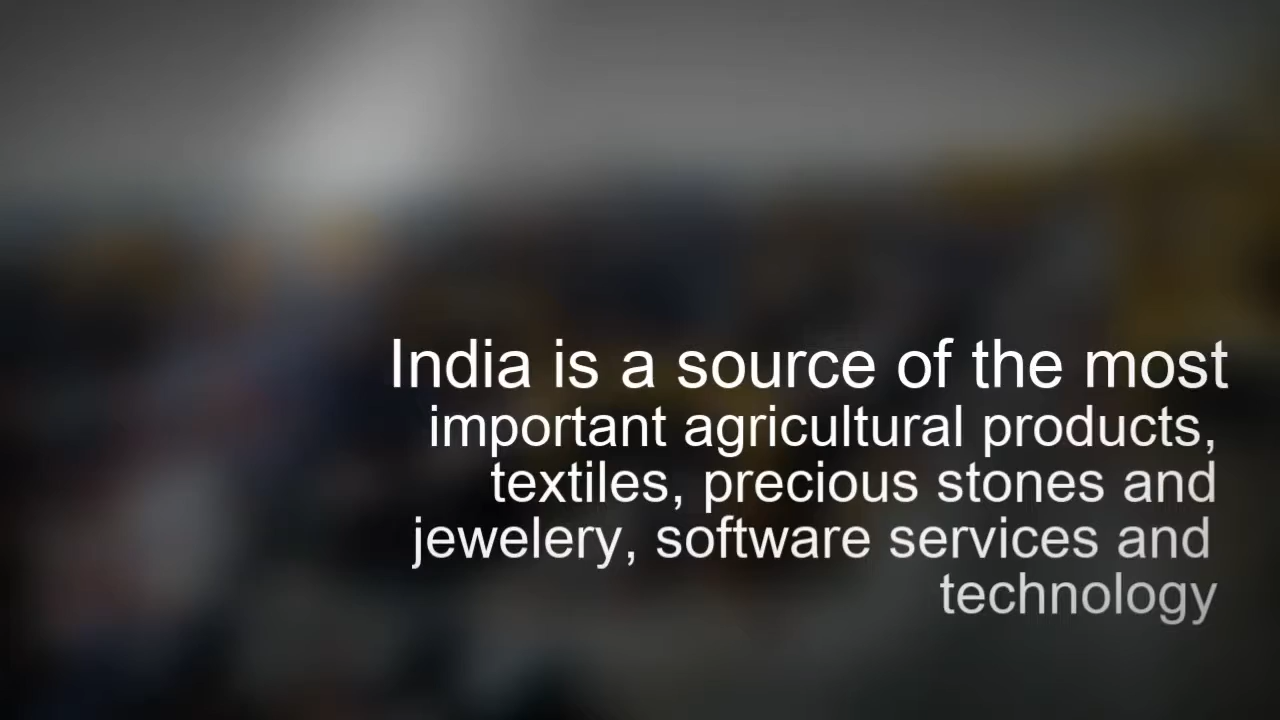 India is a source of the most
important agricultural products,
textiles, precious stones and
jewelery, software services and
technology